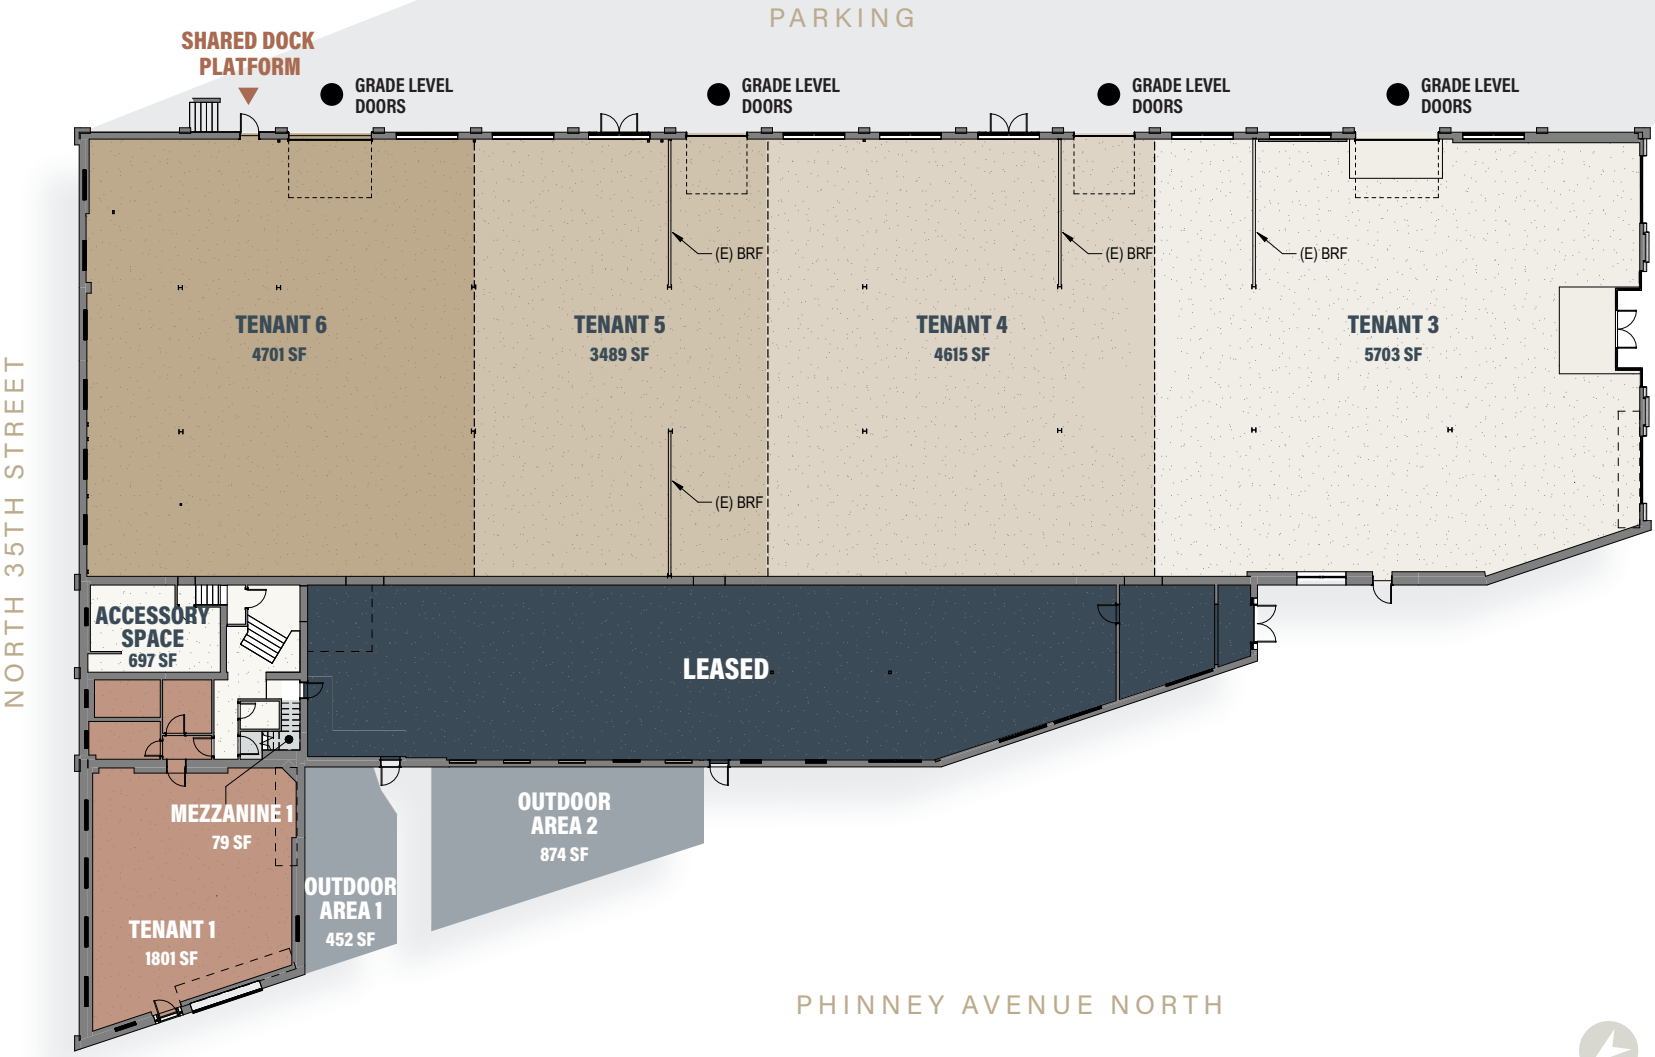 PARKING
SHARED DOCK
PLATFORM
GRADE LEVEL
DOORS
GRADE LEVEL
DOORS
GRADE LEVEL
DOORS
GRADE LEVEL
DOORS
(E) BRF
(E) BRF
(E) BRF
TENANT 6
4701 SF
TENANT 5
3489 SF
TENANT 4
4615 SF
TENANT 3
5703 SF
(E) BRF
NORTH 35TH STREET
ACCESSORY
SPACE
697 SF
LEASED
MEZZANINE 1
79 SF
OUTDOOR
AREA 2
874 SF
OUTDOOR
AREA 1
452 SF
TENANT 1
1801 SF
PHINNEY AVENUE NORTH